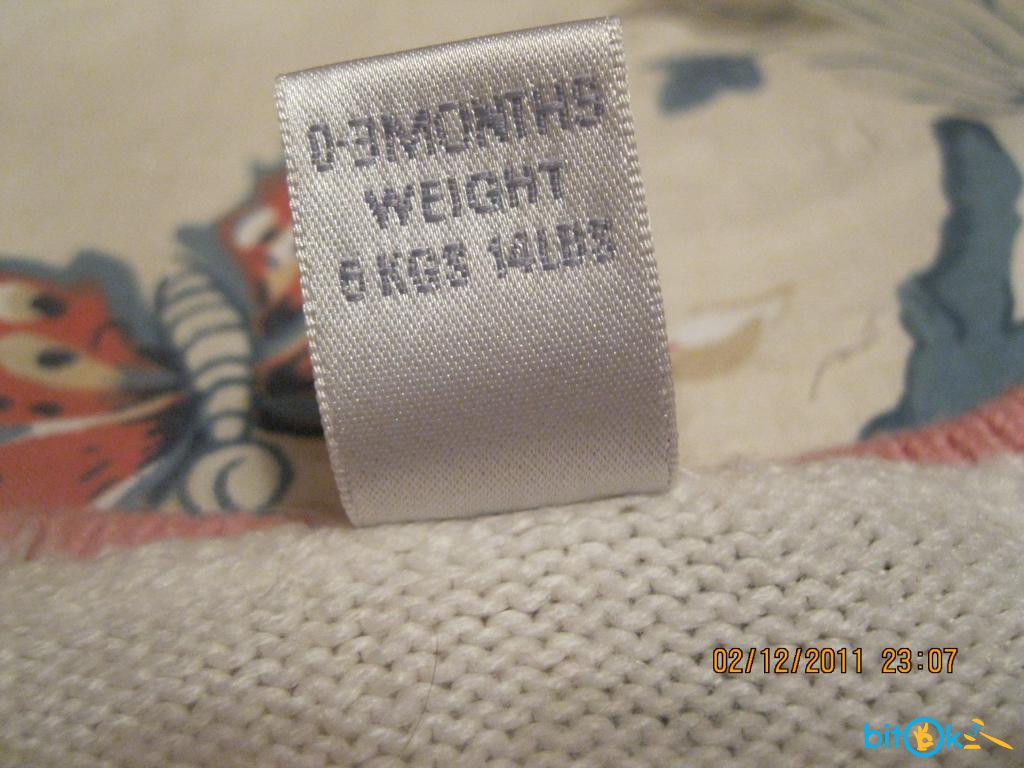 0-3MONTHS
WEIGHT
6 KGS 14LBS
02/12/2011 23:07
bitOk